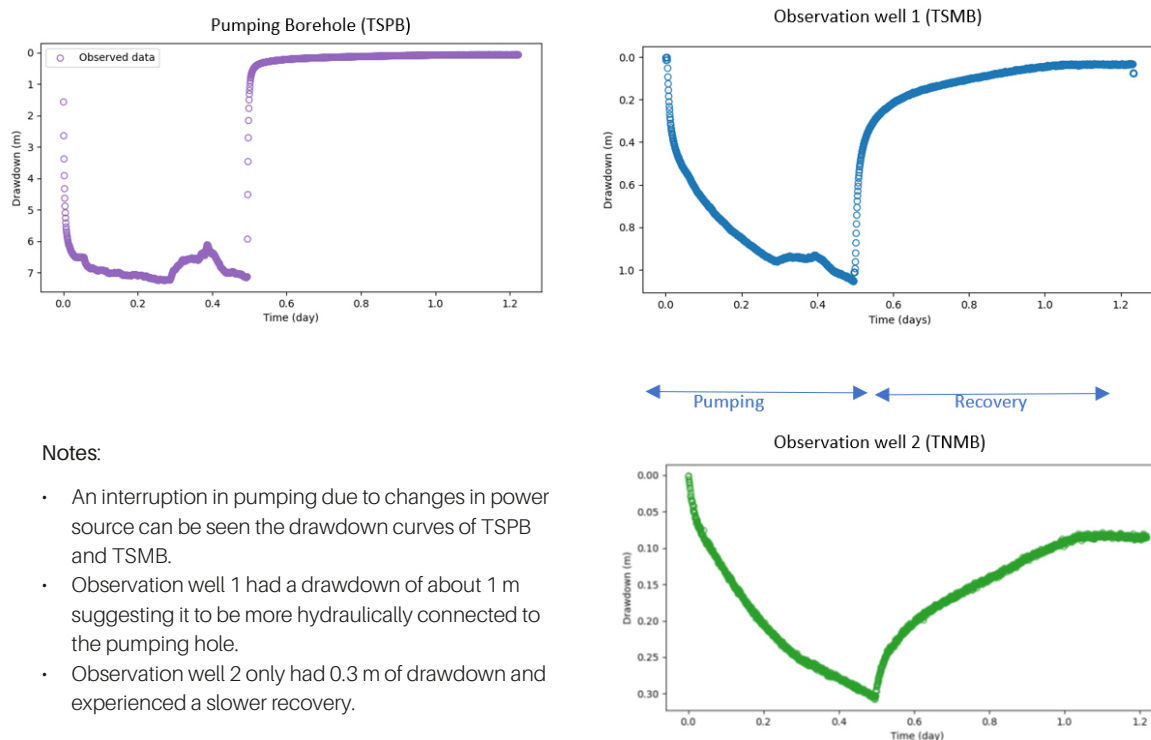 Pumping Borehole (TSPB)
Observed data
0
1
2
3
4
5
6
7
Drawdown (m)
0.0 0.2 0.4 0.6 0.8 1.0 1.2
Time (day)
Observation well 1 (TSMB)
0.0
0.2
0.4
0.6
0.8
1.0
Drawdown (m)
0.0 0.2 0.4 0.6 0.8 1.0 1.2
Time (days)
Pumping Recovery
Notes:
• An interruption in pumping due to changes in power
source can be seen the drawdown curves of TSPB
and TSMB.
• Observation well 1 had a drawdown of about 1 m
suggesting it to be more hydraulically connected to
the pumping hole.
• Observation well 2 only had 0.3 m of drawdown and
experienced a slower recovery.
Observation well 2 (TNMB)
0.00
0.05
0.10
0.15
0.20
0.25
0.30
Drawdown (m)
0.0 0.2 0.4 0.6 0.8 1.0 1.2
Time (day)